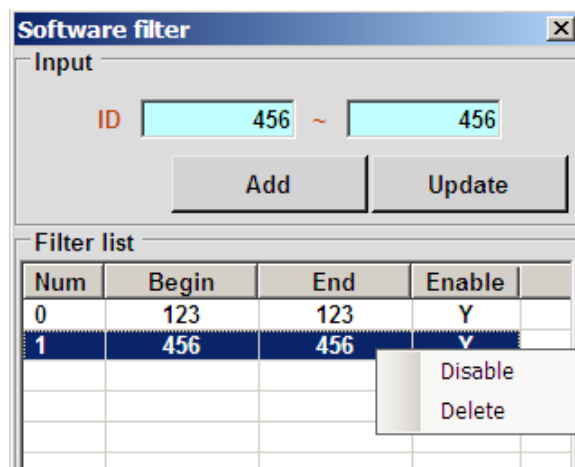 Software filter
Input
ID 456 ~ 456
Add Update
Filter list
Num Begin End Enable
0 123 123 Y
1 456 456 Y
Disable
Delete